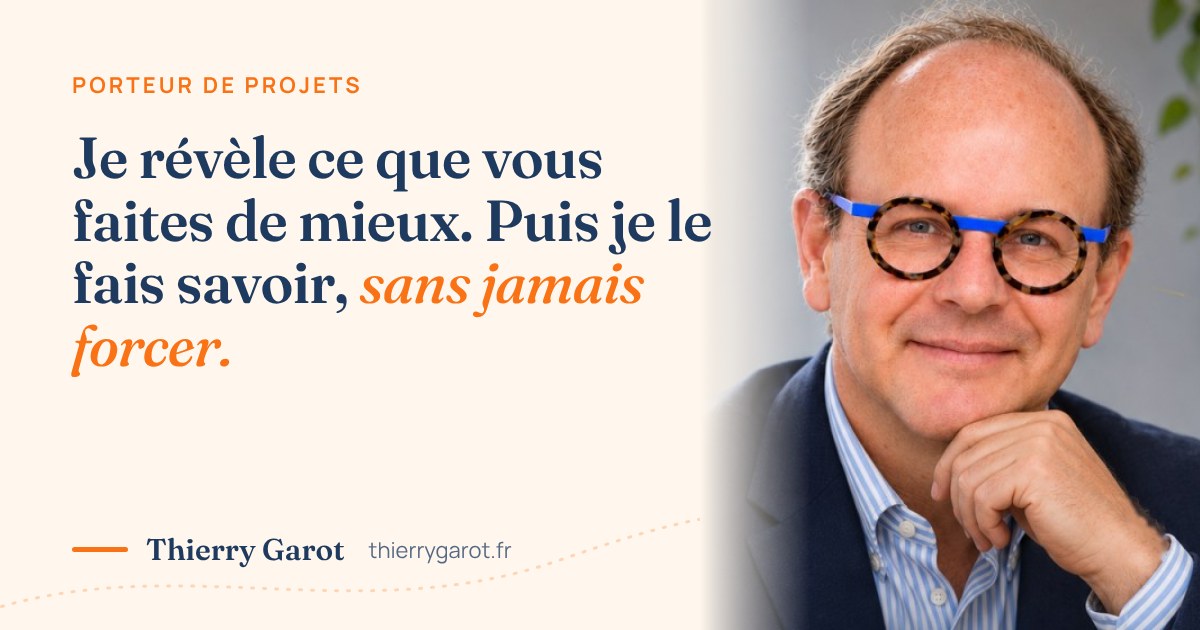 PORTEUR DE PROJETS
Je révèle ce que vous
faites de mieux. Puis je le
fais savoir, sans jamais
forcer.
Thierry Garot thierrygarot.fr